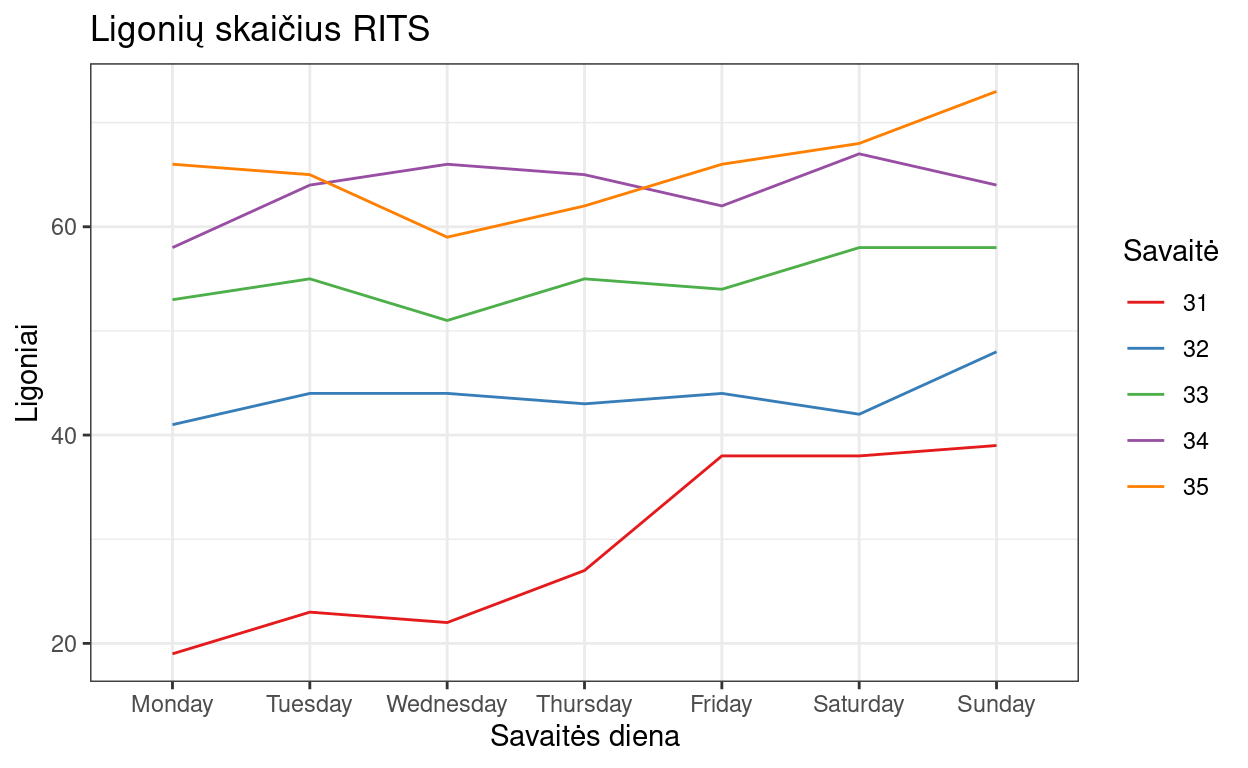 Ligonių skaičius RITS
Ligoniai
60
40
20
Monday Tuesday Wednesday Thursday Friday Saturday Sunday
Savaitės diena
Savaitė
31
32
33
34
35